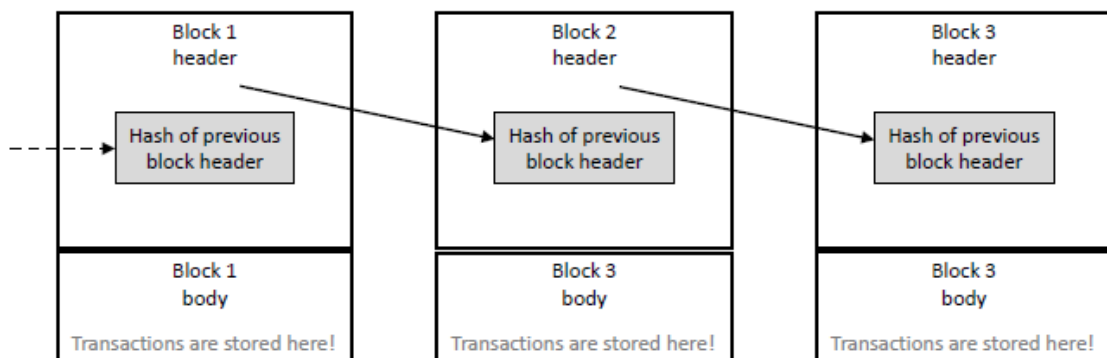 Block 1
header
Hash of previous
block header
Block 1
body
Transactions are stored here!
Block 2
header
Hash of previous
block header
Block 3
body
Transactions are stored here!
Block 3
header
Hash of previous
block header
Block 3
body
Transactions are stored here!